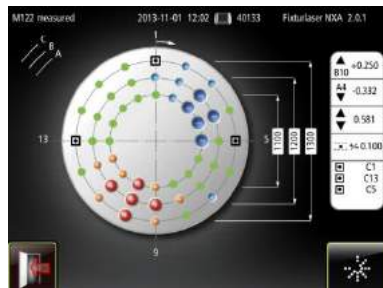 M122 measured 2013-11-01 12:02 40133 Fixturlaser NXA 2.0.1
C
B
A
1
13
5
9
1100
1200
1300
B10 +0.250
A4 -0.332
0.581
±0.100
C1
C13
C5